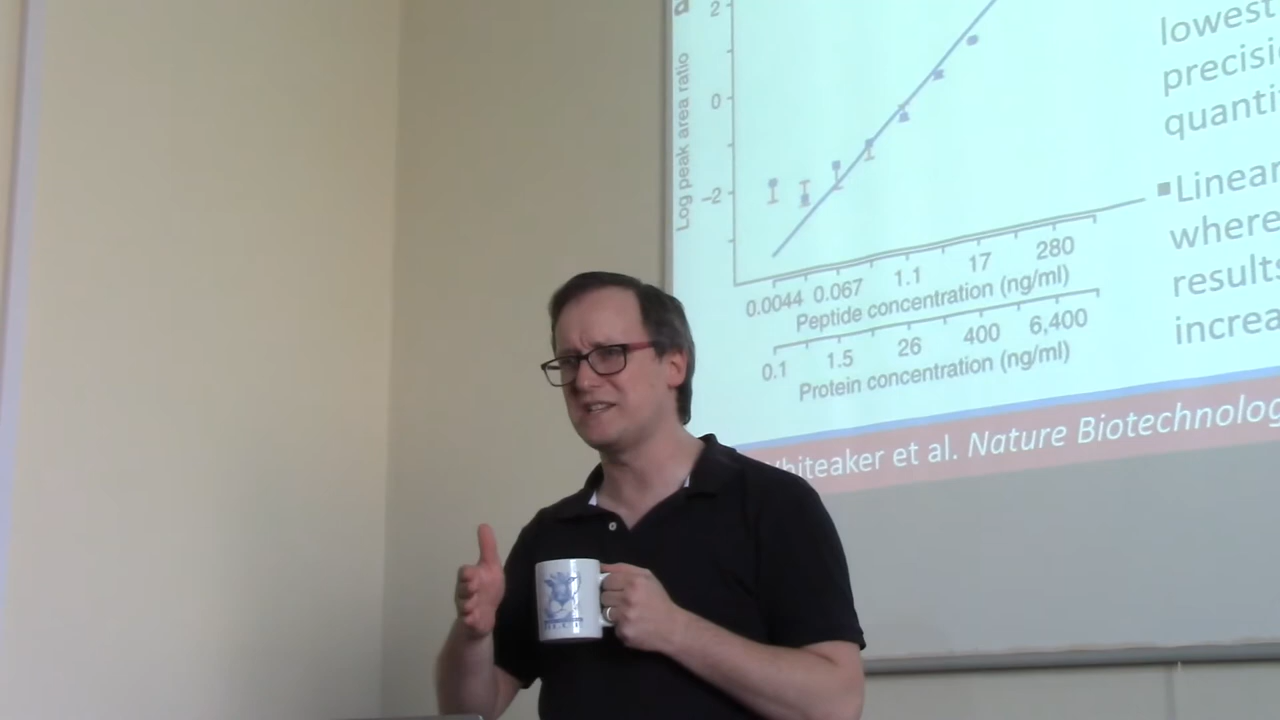 2
0
−2
Log peak area ratio
0.0044 0.067 1.1 17 280
Peptide concentration (ng/ml)
0.1 1.5 26 400 6,400
Protein concentration (ng/ml)
lowest
precisi
quanti
Linear
where
results
increa
Whiteaker et al. Nature Biotechnolog